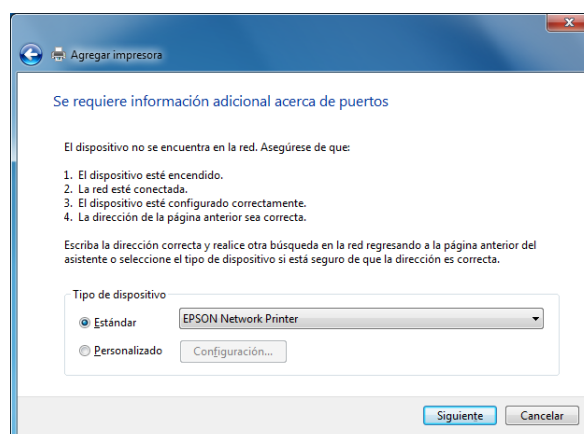 Agregar impresora
Se requiere información adicional acerca de puertos
El dispositivo no se encuentra en la red. Asegúrese de que:
1. El dispositivo esté encendido.
2. La red esté conectada.
3. El dispositivo esté configurado correctamente.
4. La dirección de la página anterior sea correcta.
Escriba la dirección correcta y realice otra búsqueda en la red regresando a la página anterior del
asistente o seleccione el tipo de dispositivo si está seguro de que la dirección es correcta.
Tipo de dispositivo
Estándar EPSON Network Printer
Personalizado Configuración...
Siguiente Cancelar